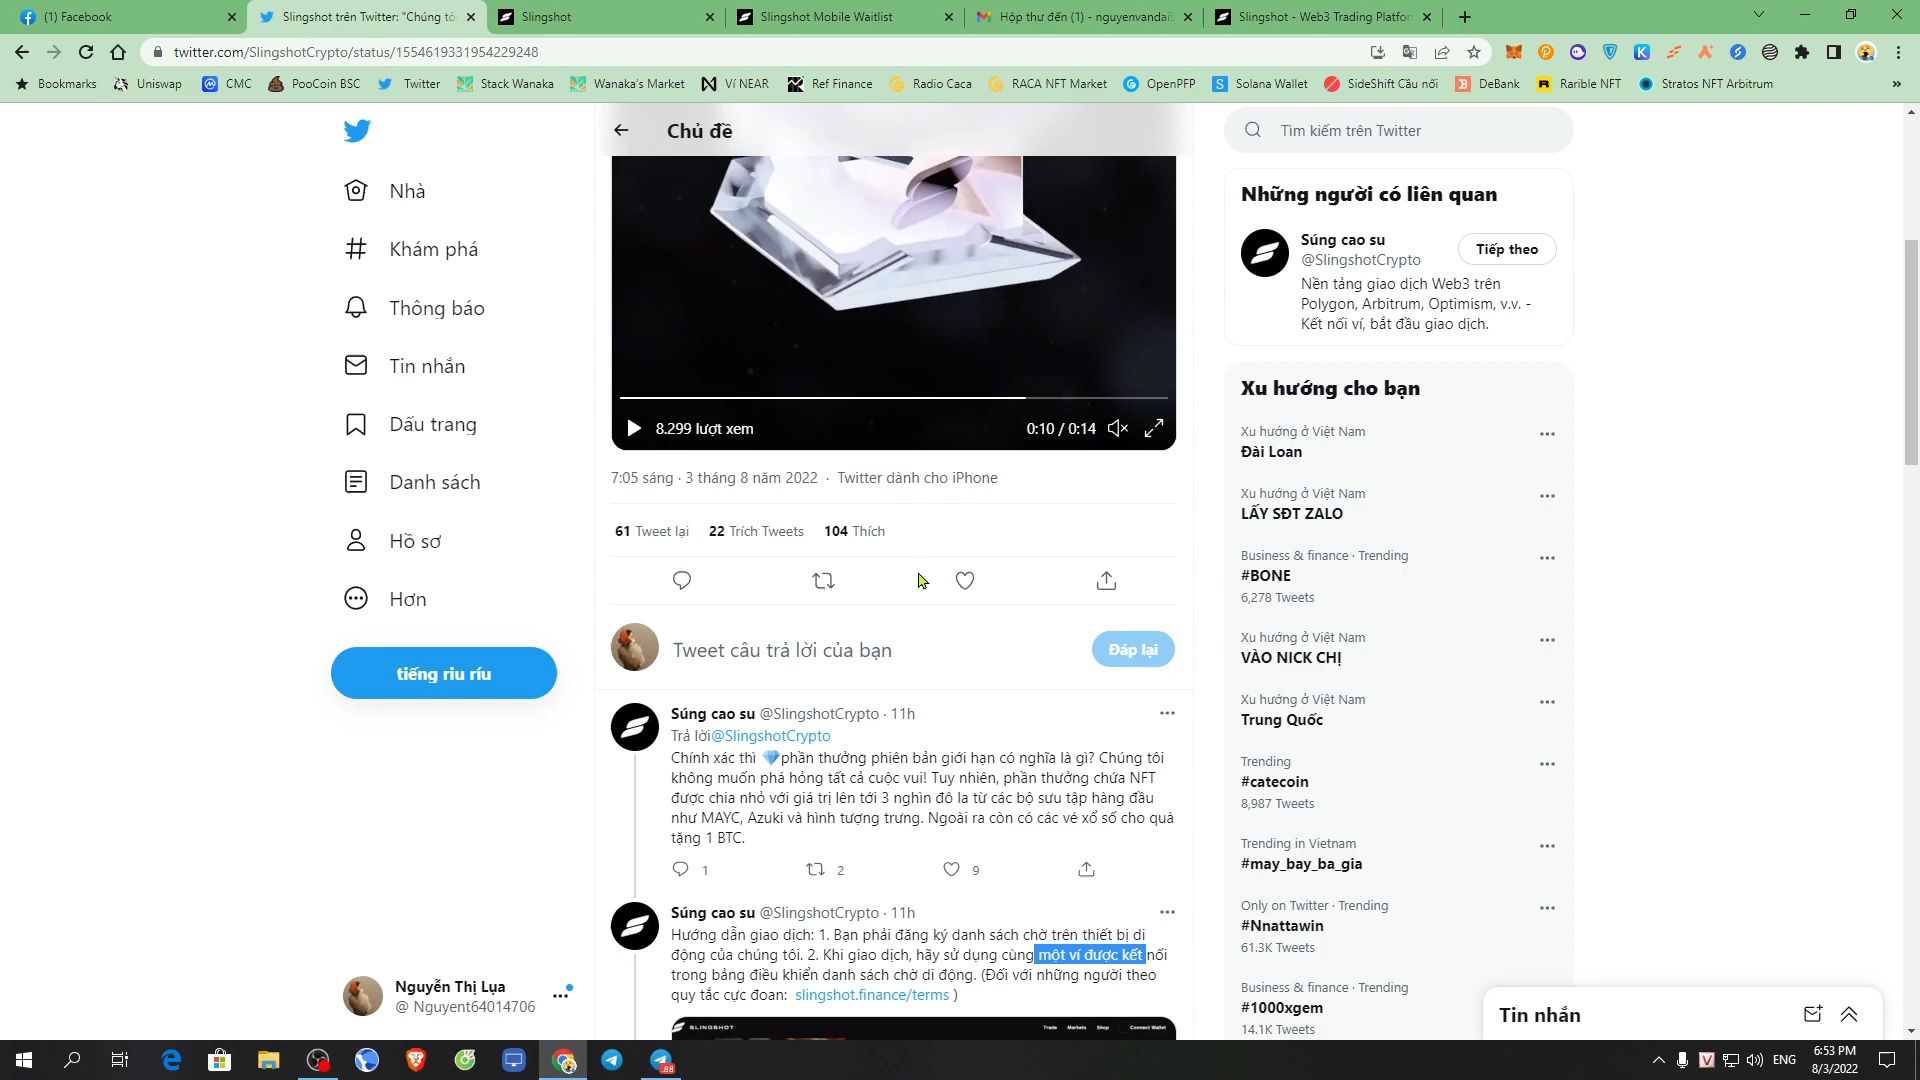 (1) Facebook
Slingshot trên Twitter: "Chúng tô
Slingshot
Slingshot Mobile Waitlist
Hộp thư đến (1) - nguyenvandai
Slingshot - Web3 Trading Platfor
twitter.com/SlingshotCrypto/status/1554619331954229248
Bookmarks
Uniswap
CMC
PooCoin BSC
Twitter
Stack Wanaka
Wanaka's Market
Ví NEAR
Ref Finance
Radio Caca
RACA NFT Market
OpenPFP
Solana Wallet
SideShift Cầu nối
DeBank
Rarible NFT
Stratos NFT Arbitrum
»
Nhà
Khám phá
Thông báo
Tin nhắn
Dấu trang
Danh sách
Hồ sơ
Hơn
tiếng ríu ríu
Nguyễn Thị Lụa
@ Nguyent64014706
Chủ đề
8.299 lượt xem
0:10 / 0:14
7:05 sáng · 3 tháng 8 năm 2022 · Twitter dành cho iPhone
61 Tweet lại 22 Trích Tweets 104 Thích
Tweet câu trả lời của bạn
Đáp lại
Súng cao su @SlingshotCrypto · 11h
Trả lời@SlingshotCrypto
Chính xác thì 💎phần thưởng phiên bản giới hạn có nghĩa là gì? Chúng tôi
không muốn phá hỏng tất cả cuộc vui! Tuy nhiên, phần thưởng chứa NFT
được chia nhỏ với giá trị lên tới 3 nghìn đô la từ các bộ sưu tập hàng đầu
như MAYC, Azuki và hình tượng trưng. Ngoài ra còn có các vé xổ số cho quà
tặng 1 BTC.
1
2
9
Súng cao su @SlingshotCrypto · 11h
Hướng dẫn giao dịch: 1. Bạn phải đăng ký danh sách chờ trên thiết bị di
động của chúng tôi. 2. Khi giao dịch, hãy sử dụng cùng một ví được kết nối
trong bảng điều khiển danh sách chờ di động. (Đối với những người theo
quy tắc cực đoan: slingshot.finance/terms )
SLINGSHOT
Trade
Markets
Shop
Connect Wallet
Tìm kiếm trên Twitter
Những người có liên quan
Súng cao su
@SlingshotCrypto
Tiếp theo
Nền tảng giao dịch Web3 trên
Polygon, Arbitrum, Optimism, v.v. -
Kết nối ví, bắt đầu giao dịch.
Xu hướng cho bạn
Xu hướng ở Việt Nam
Đài Loan
Xu hướng ở Việt Nam
LẤY SĐT ZALO
Business & finance · Trending
#BONE
6,278 Tweets
Xu hướng ở Việt Nam
VÀO NICK CHỊ
Xu hướng ở Việt Nam
Trung Quốc
Trending
#catecoin
8,987 Tweets
Trending in Vietnam
#may_bay_ba_gia
Only on Twitter · Trending
#Nnattawin
61.3K Tweets
Business & finance · Trending
#1000xgem
14.1K Tweets
Tin nhắn
88
ENG
6:53 PM
8/3/2022